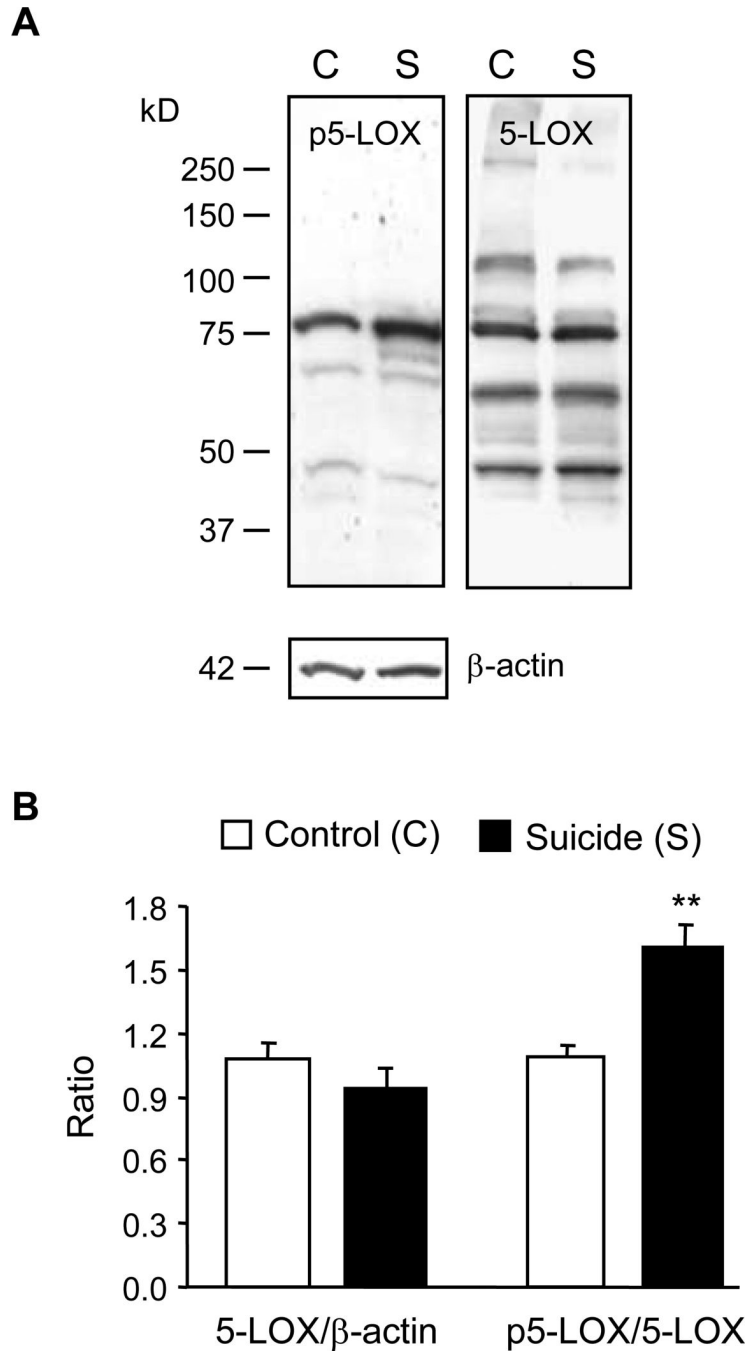 A
C S C S
kD
p5-LOX 5-LOX
250
150
100
75
50
37
42 β-actin
B
Control (C) Suicide (S)
**
1.8
1.5
1.2
0.9
0.6
0.3
0.0
Ratio
5-LOX/β-actin p5-LOX/5-LOX